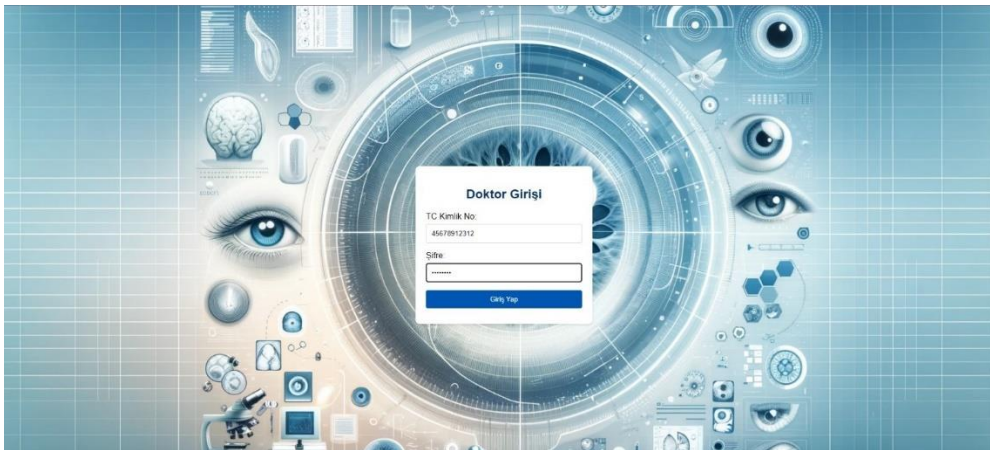 Doktor Girişi
TC Kimlik No:
45678912312
Şifre:
••••••••
Giriş Yap